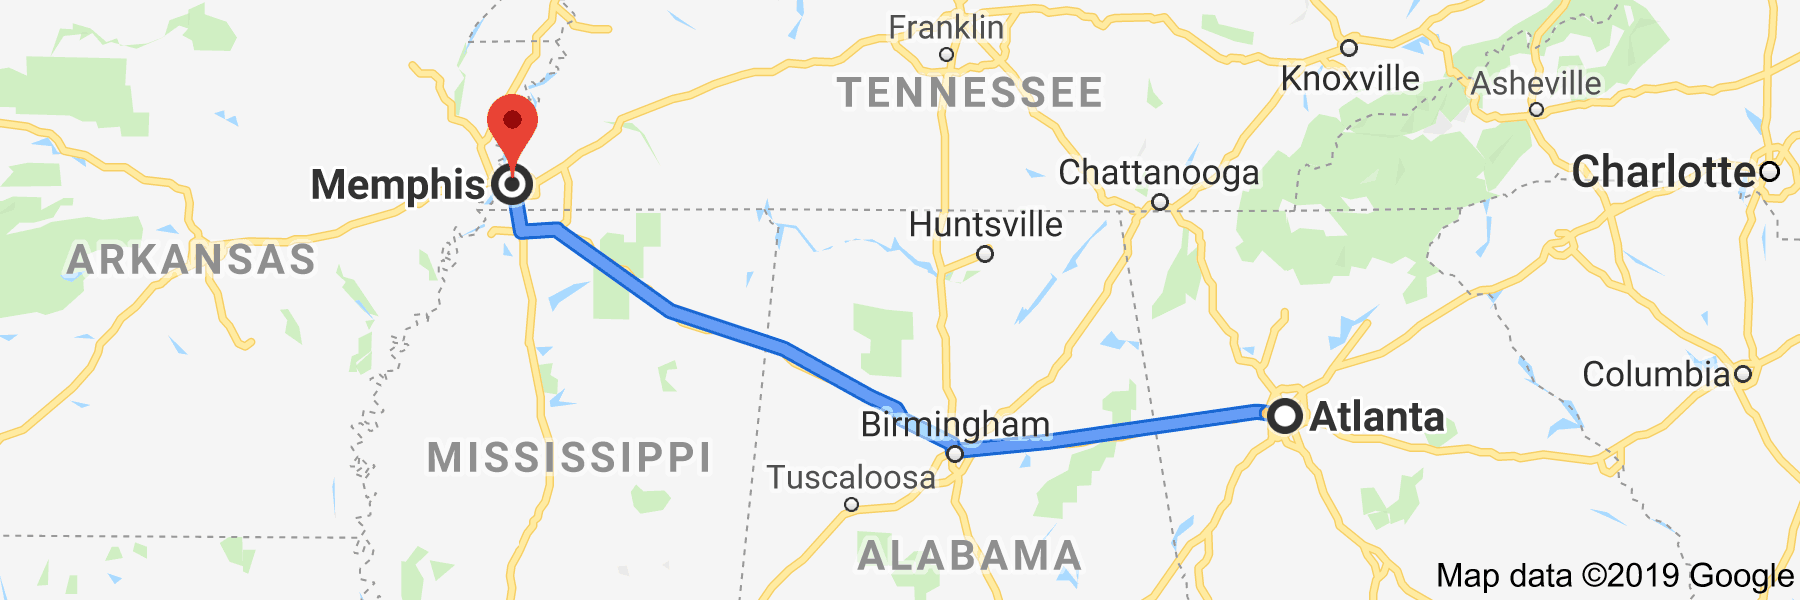 Franklin
Knoxville
TENNESSEE
Asheville
Memphis
Chattanooga
Charlotte
Huntsville
ARKANSAS
Columbia
Birmingham
Atlanta
MISSISSIPPI
Tuscaloosa
ALABAMA
Map data ©2019 Google